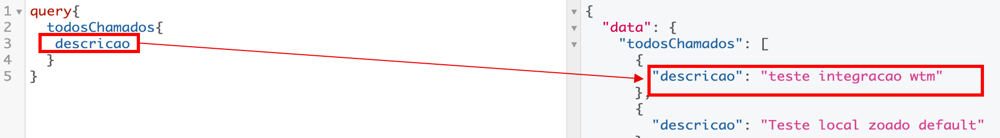 1 query{
2 todosChamados{
3 descricao
4 }
5 }
{
"data": {
"todosChamados": [
{
"descricao": "teste integracao wtm"
},
{
"descricao": "Teste local zoado default"
}